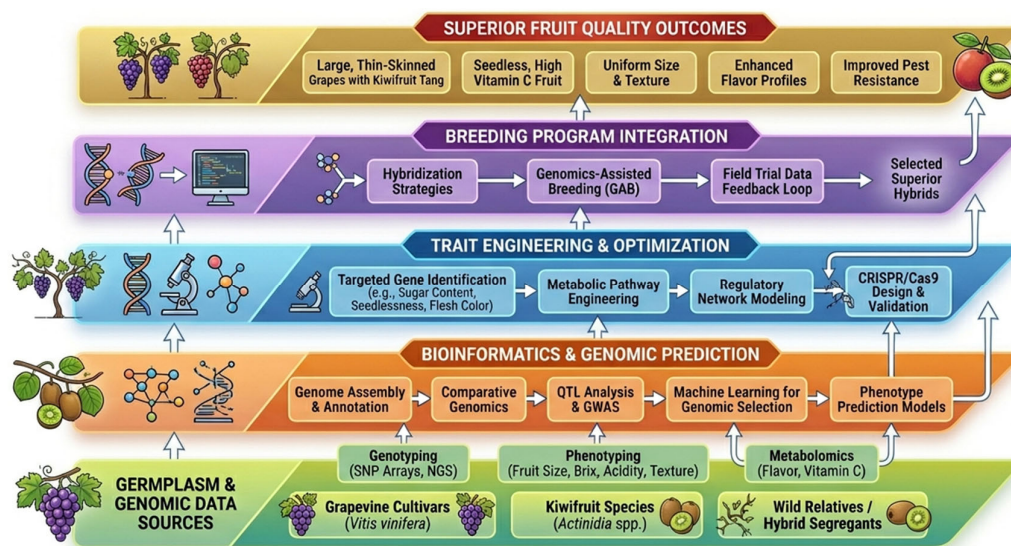 SUPERIOR FRUIT QUALITY OUTCOMES
Large, Thin-Skinned
Grapes with Kiwifruit Tang
Seedless, High
Vitamin C Fruit
Uniform Size
& Texture
Enhanced
Flavor Profiles
Improved Pest
Resistance
BREEDING PROGRAM INTEGRATION
Hybridization
Strategies
Genomics-Assisted
Breeding (GAB)
Field Trial Data
Feedback Loop
Selected
Superior
Hybrids
TRAIT ENGINEERING & OPTIMIZATION
Targeted Gene Identification
(e.g., Sugar Content,
Seedlessness, Flesh Color)
Metabolic Pathway
Engineering
Regulatory
Network Modeling
CRISPR/Cas9
Design &
Validation
BIOINFORMATICS & GENOMIC PREDICTION
Genome Assembly
& Annotation
Comparative
Genomics
QTL Analysis
& GWAS
Machine Learning for
Genomic Selection
Phenotype
Prediction Models
GERMPLASM &
GENOMIC DATA
SOURCES
Genotyping
(SNP Arrays, NGS)
Phenotyping
(Fruit Size, Brix, Acidity, Texture)
Metabolomics
(Flavor, Vitamin C)
Grapevine Cultivars
(Vitis vinifera)
Kiwifruit Species
(Actinidia spp.)
Wild Relatives /
Hybrid Segregants